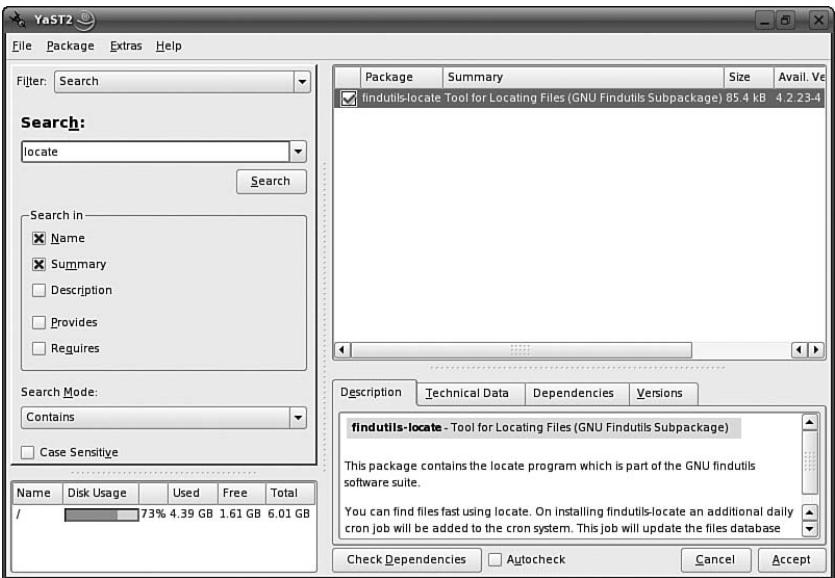 YaST2
File Package Extras Help
Filter: Search
Search:
locate
Search
Search in
Name
Summary
Description
Provides
Requires
Search Mode:
Contains
Case Sensitive
Name Disk Usage Used Free Total
/ 73% 4.39 GB 1.61 GB 6.01 GB
Package Summary Size Avail. Ve
findutils-locate Tool for Locating Files (GNU Findutils Subpackage) 85.4 kB 4.2.23-4
Description Technical Data Dependencies Versions
findutils-locate - Tool for Locating Files (GNU Findutils Subpackage)
This package contains the locate program which is part of the GNU findutils
software suite.
You can find files fast using locate. On installing findutils-locate an additional daily
cron job will be added to the cron system. This job will update the files database
Check Dependencies Autocheck Cancel Accept